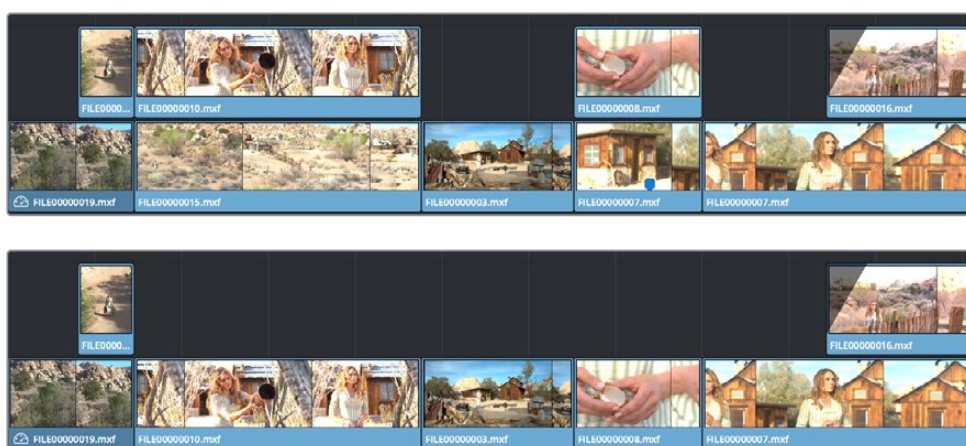 FILE0000...
FILE00000010.mxf
FILE00000008.mxf
FILE00000016.mxf
FILE00000019.mxf
FILE00000015.mxf
FILE00000003.mxf
FILE00000007.mxf
FILE00000007.mxf
FILE0000...
FILE00000016.mxf
FILE00000019.mxf
FILE00000010.mxf
FILE00000003.mxf
FILE00000008.mxf
FILE00000007.mxf